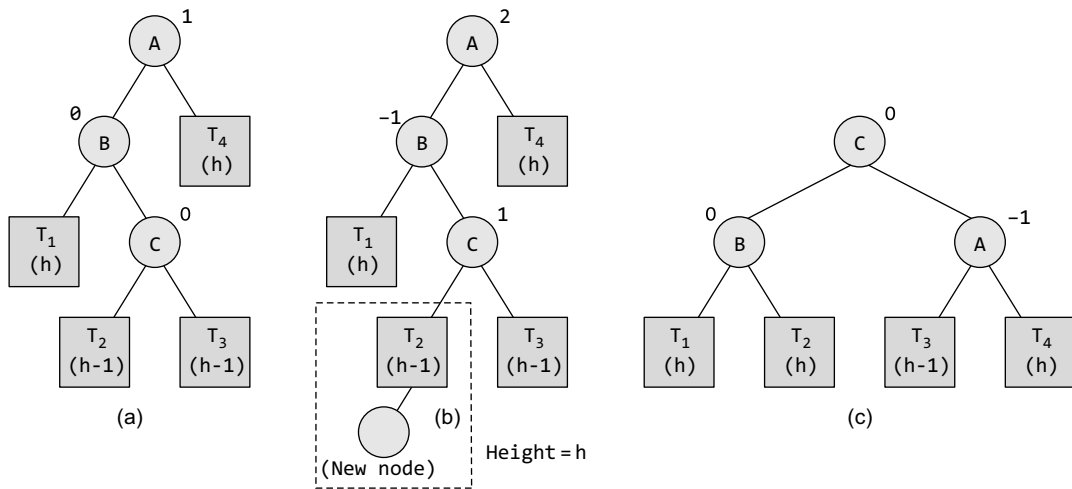 1
A
0
B
T4
(h)
0
T1
(h)
C
T2
(h-1)
T3
(h-1)
(a)
2
A
-1
B
T4
(h)
1
T1
(h)
C
T2
(h-1)
T3
(h-1)
(b)
(New node)
Height = h
0
C
0
B
-1
A
T1
(h)
T2
(h)
T3
(h-1)
T4
(h)
(c)